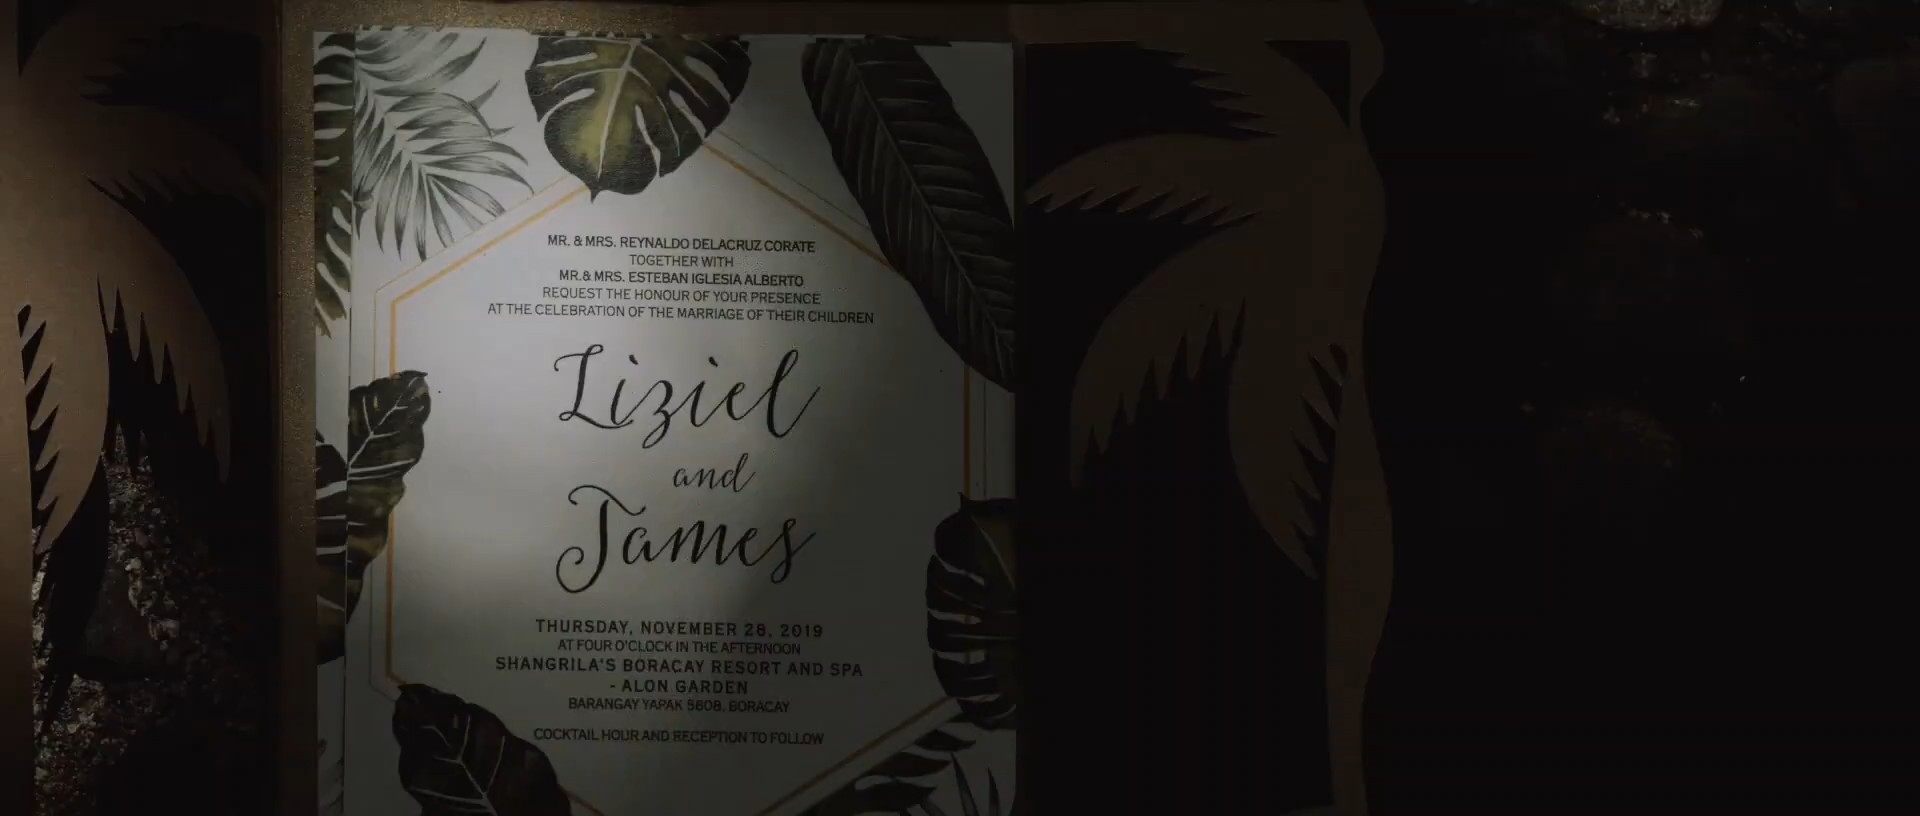 MR. & MRS. REYNALDO DELACRUZ CORATE
TOGETHER WITH
MR.& MRS. ESTEBAN IGLESIA ALBERTO
REQUEST THE HONOUR OF YOUR PRESENCE
AT THE CELEBRATION OF THE MARRIAGE OF THEIR CHILDREN
Liziel
and
James
THURSDAY, NOVEMBER 28, 2019
AT FOUR O'CLOCK IN THE AFTERNOON
SHANGRILA'S BORACAY RESORT AND SPA
- ALON GARDEN
BARANGAY YAPAK 5608, BORACAY
COCKTAIL HOUR AND RECEPTION TO FOLLOW